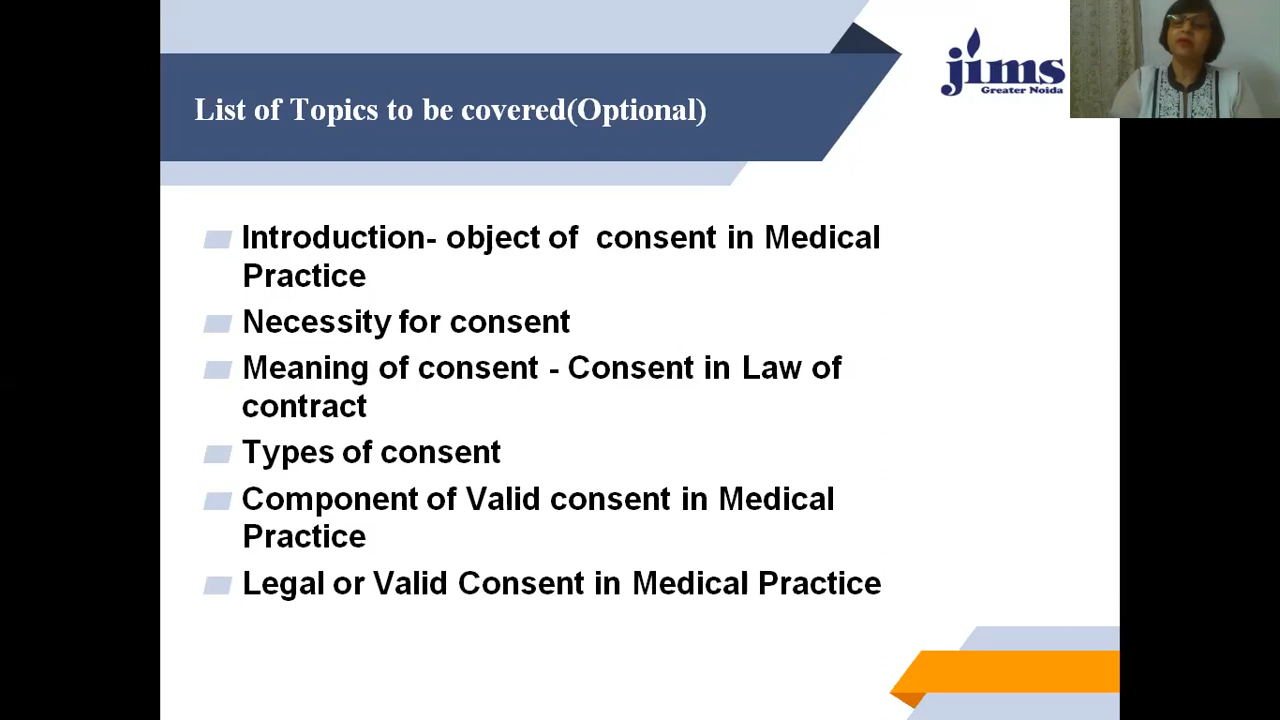 List of Topics to be covered(Optional)
jims
Greater Noida
Introduction- object of consent in Medical
Practice
Necessity for consent
Meaning of consent - Consent in Law of
contract
Types of consent
Component of Valid consent in Medical
Practice
Legal or Valid Consent in Medical Practice